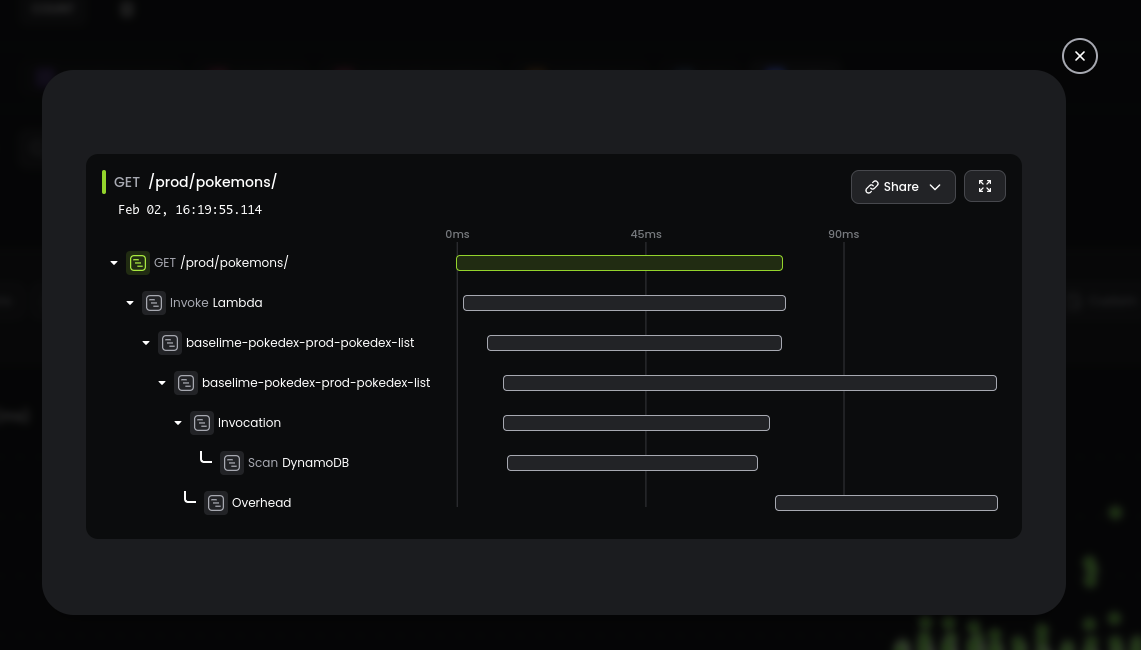 GET /prod/pokemons/
Share
Feb 02, 16:19:55.114
0ms 45ms 90ms
GET /prod/pokemons/
Invoke Lambda
baselime-pokedex-prod-pokedex-list
baselime-pokedex-prod-pokedex-list
Invocation
Scan DynamoDB
Overhead